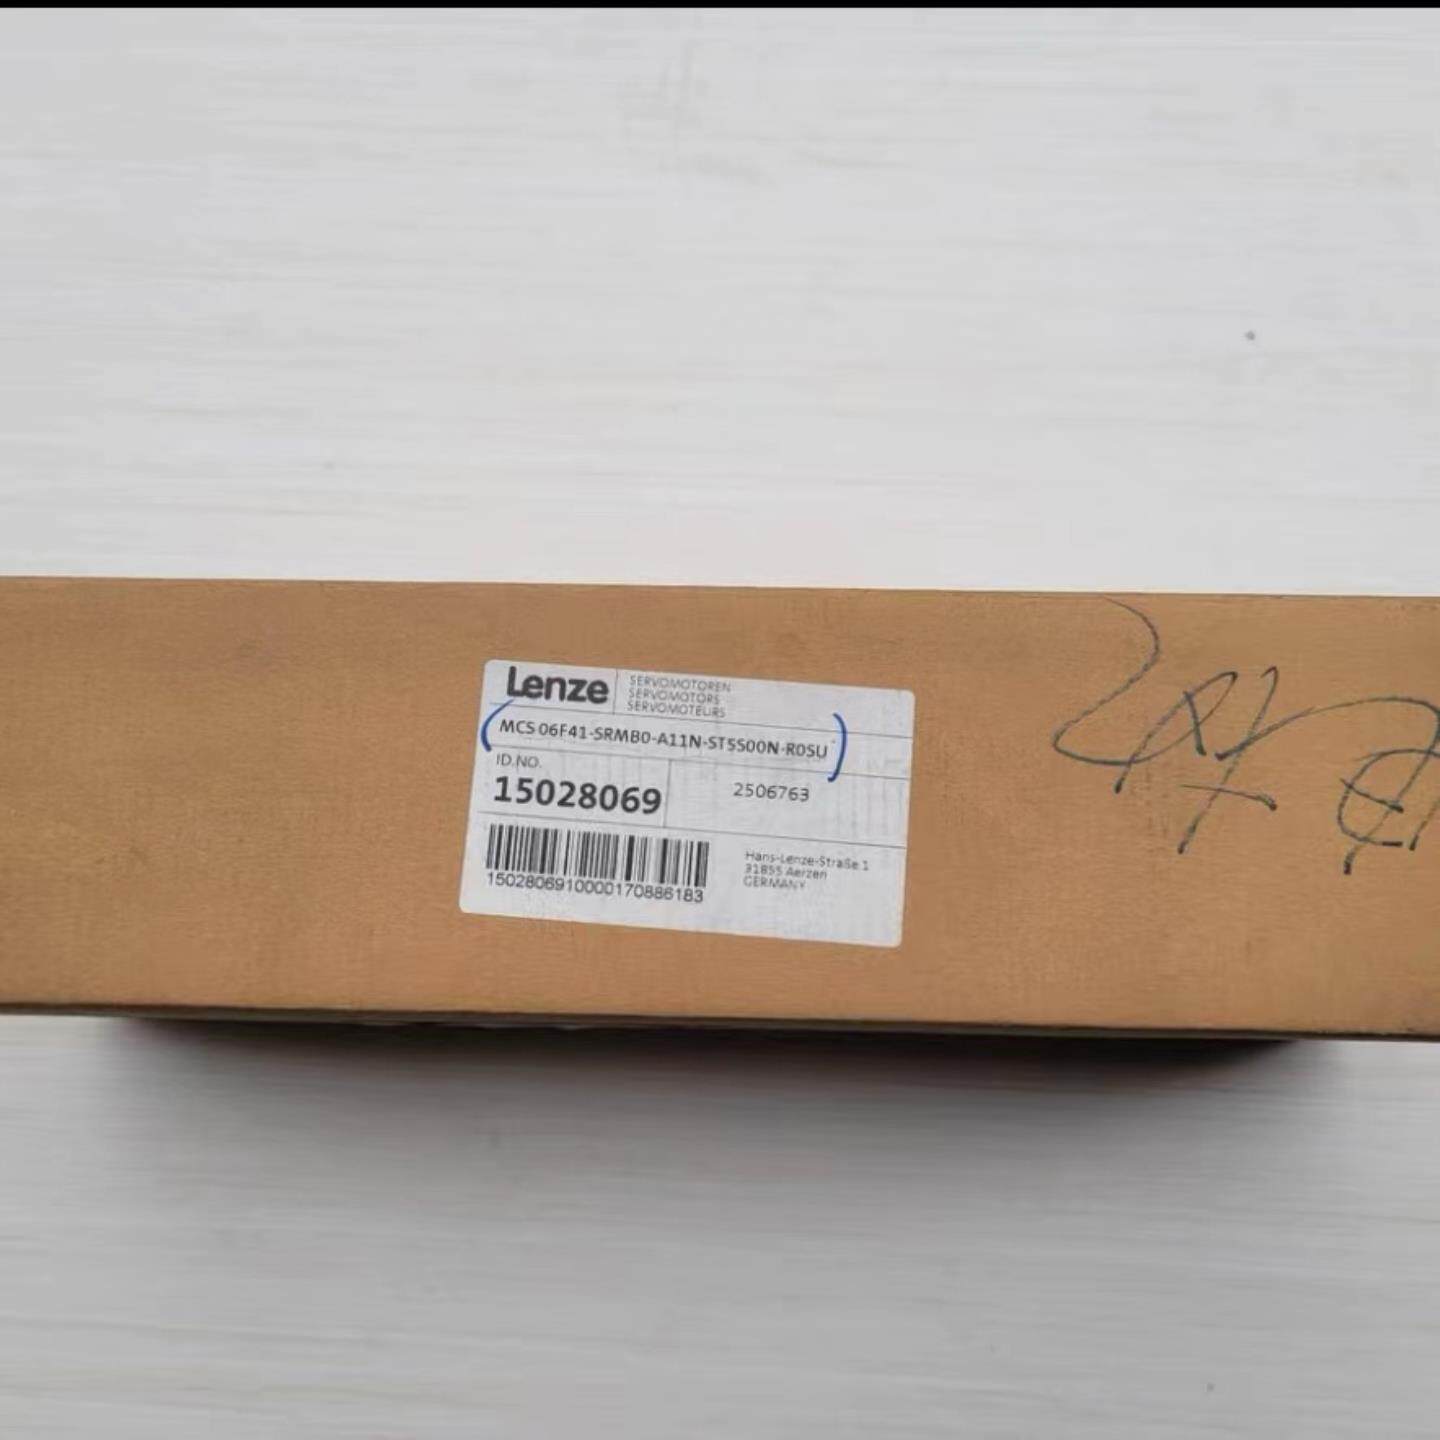 Lenze
SERVOMOTOREN
SERVOMOTORS
SERVOMOTEURS
MCS 06F41-SRMB0-A11N-ST5S00N-R0SU
ID.NO.
15028069
2506763
1502806910000170886183
Hans-Lenze-Straße 1
31855 Aerzen
GERMANY